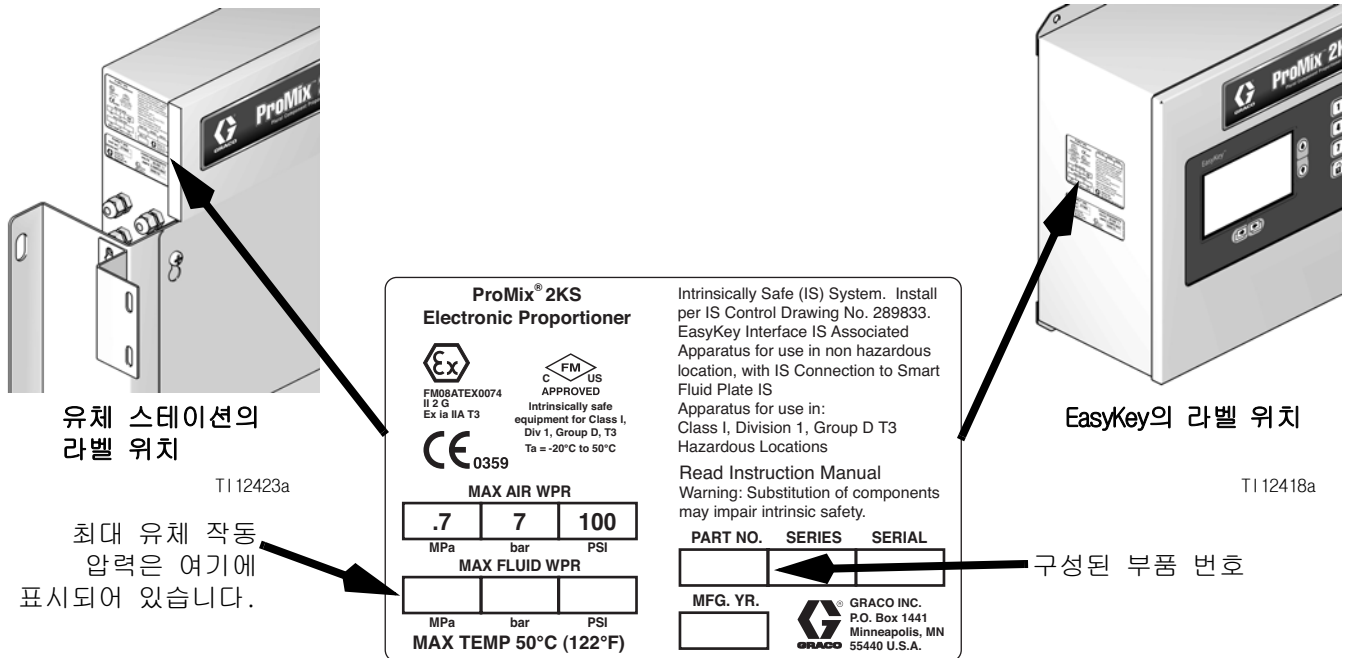 ProMix
GRACO
유체 스테이션의
라벨 위치
TI12423a
최대 유체 작동
압력은 여기에
표시되어 있습니다.
ProMix® 2KS
Electronic Proportioner
Ex
FM08ATEX0074
II 2 G
Ex ia IIA T3
CE 0359
FM
C US
APPROVED
Intrinsically safe
equipment for Class I,
Div 1, Group D, T3
Ta = -20°C to 50°C
MAX AIR WPR
.7 7 100
MPa bar PSI
MAX FLUID WPR
MPa bar PSI
MAX TEMP 50°C (122°F)
Intrinsically Safe (IS) System. Install
per IS Control Drawing No. 289833.
EasyKey Interface IS Associated
Apparatus for use in non hazardous
location, with IS Connection to Smart
Fluid Plate IS
Apparatus for use in:
Class I, Division 1, Group D T3
Hazardous Locations
Read Instruction Manual
Warning: Substitution of components
may impair intrinsic safety.
PART NO. SERIES SERIAL
MFG. YR.
GRACO
GRACO INC.
P.O. Box 1441
Minneapolis, MN
55440 U.S.A.
ProMix 2K
GRACO
EasyKey
EasyKey의 라벨 위치
TI12418a
구성된 부품 번호